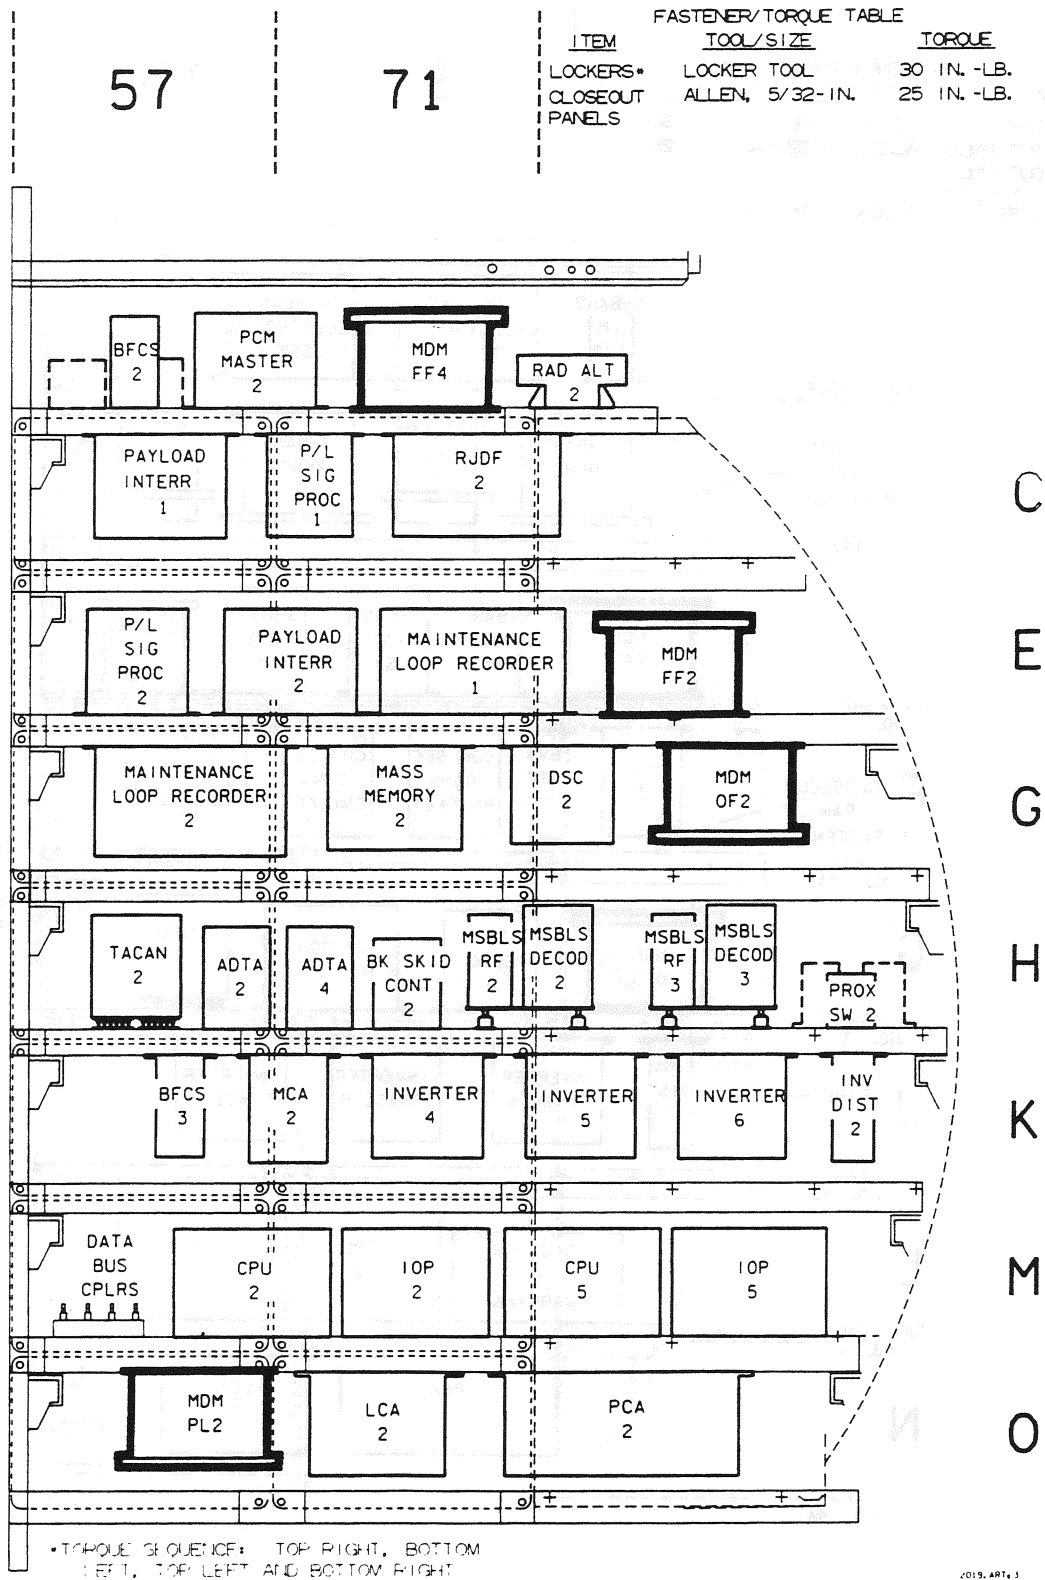 FASTENER/TORQUE TABLE
ITEM TOOL/SIZE TORQUE
LOCKERS* LOCKER TOOL 30 IN.-LB.
CLOSEOUT ALLEN, 5/32-IN. 25 IN.-LB.
PANELS
57 71
BFCS
2
PCM
MASTER
2
MDM
FF4
RAD ALT
2
PAYLOAD
INTERR
1
P/L
SIG
PROC
1
RJDF
2
C
P/L
SIG
PROC
2
PAYLOAD
INTERR
2
MAINTENANCE
LOOP RECORDER
1
MDM
FF2
E
MAINTENANCE
LOOP RECORDER
2
MASS
MEMORY
2
DSC
2
MDM
OF2
G
TACAN
2
ADTA
2
ADTA
4
BK SKID
CONT
2
MSBLS
RF
2
MSBLS
DECOD
2
MSBLS
RF
3
MSBLS
DECOD
3
PROX
SW 2
H
BFCS
3
MCA
2
INVERTER
4
INVERTER
5
INVERTER
6
INV
DIST
2
K
DATA
BUS
CPLRS
CPU
2
IOP
2
CPU
5
IOP
5
M
MDM
PL2
LCA
2
PCA
2
O
*TORQUE SEQUENCE: TOP RIGHT, BOTTOM
LEFT, TOP LEFT AND BOTTOM RIGHT
2019.ART; 3